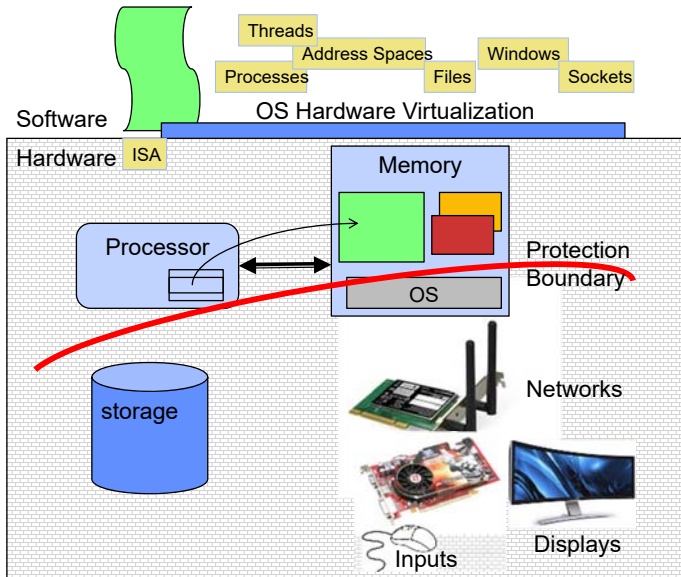 Threads
Address Spaces
Windows
Processes
Files
Sockets
Software
OS Hardware Virtualization
Hardware
ISA
Memory
Processor
Protection
Boundary
OS
storage
Networks
Inputs
Displays